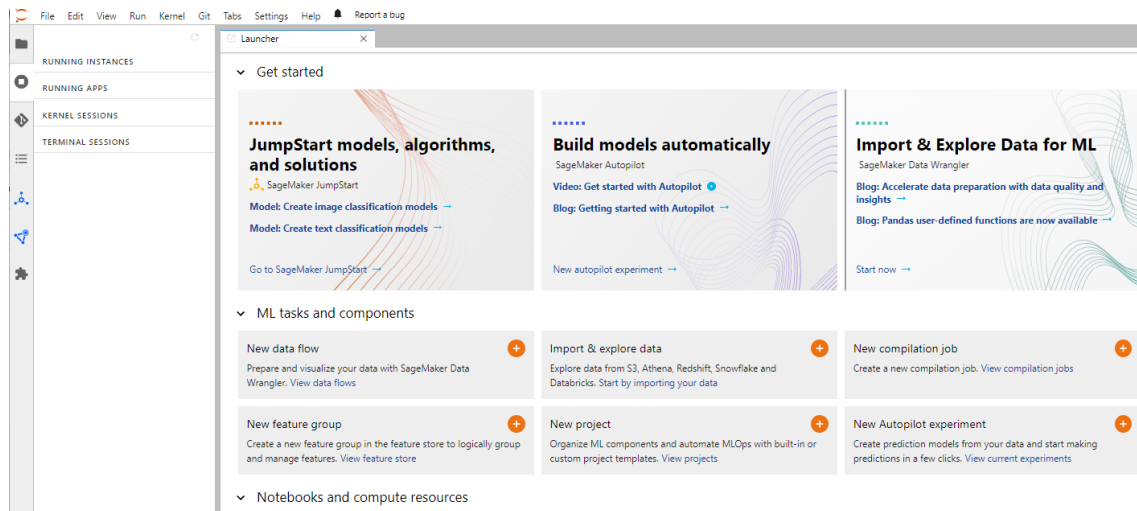 File Edit View Run Kernel Git Tabs Settings Help Report a bug
RUNNING INSTANCES
RUNNING APPS
KERNEL SESSIONS
TERMINAL SESSIONS
Launcher
Get started
JumpStart models, algorithms,
and solutions
SageMaker JumpStart
Model: Create image classification models →
Model: Create text classification models →
Go to SageMaker JumpStart →
Build models automatically
SageMaker Autopilot
Video: Get started with Autopilot
Blog: Getting started with Autopilot →
New autopilot experiment →
Import & Explore Data for ML
SageMaker Data Wrangler
Blog: Accelerate data preparation with data quality and
insights →
Blog: Pandas user-defined functions are now available →
Start now →
ML tasks and components
New data flow
Prepare and visualize your data with SageMaker Data
Wrangler. View data flows
Import & explore data
Explore data from S3, Athena, Redshift, Snowflake and
Databricks. Start by importing your data
New compilation job
Create a new compilation job. View compilation jobs
New feature group
Create a new feature group in the feature store to logically group
and manage features. View feature store
New project
Organize ML components and automate MLOps with built-in or
custom project templates. View projects
New Autopilot experiment
Create prediction models from your data and start making
predictions in a few clicks. View current experiments
Notebooks and compute resources